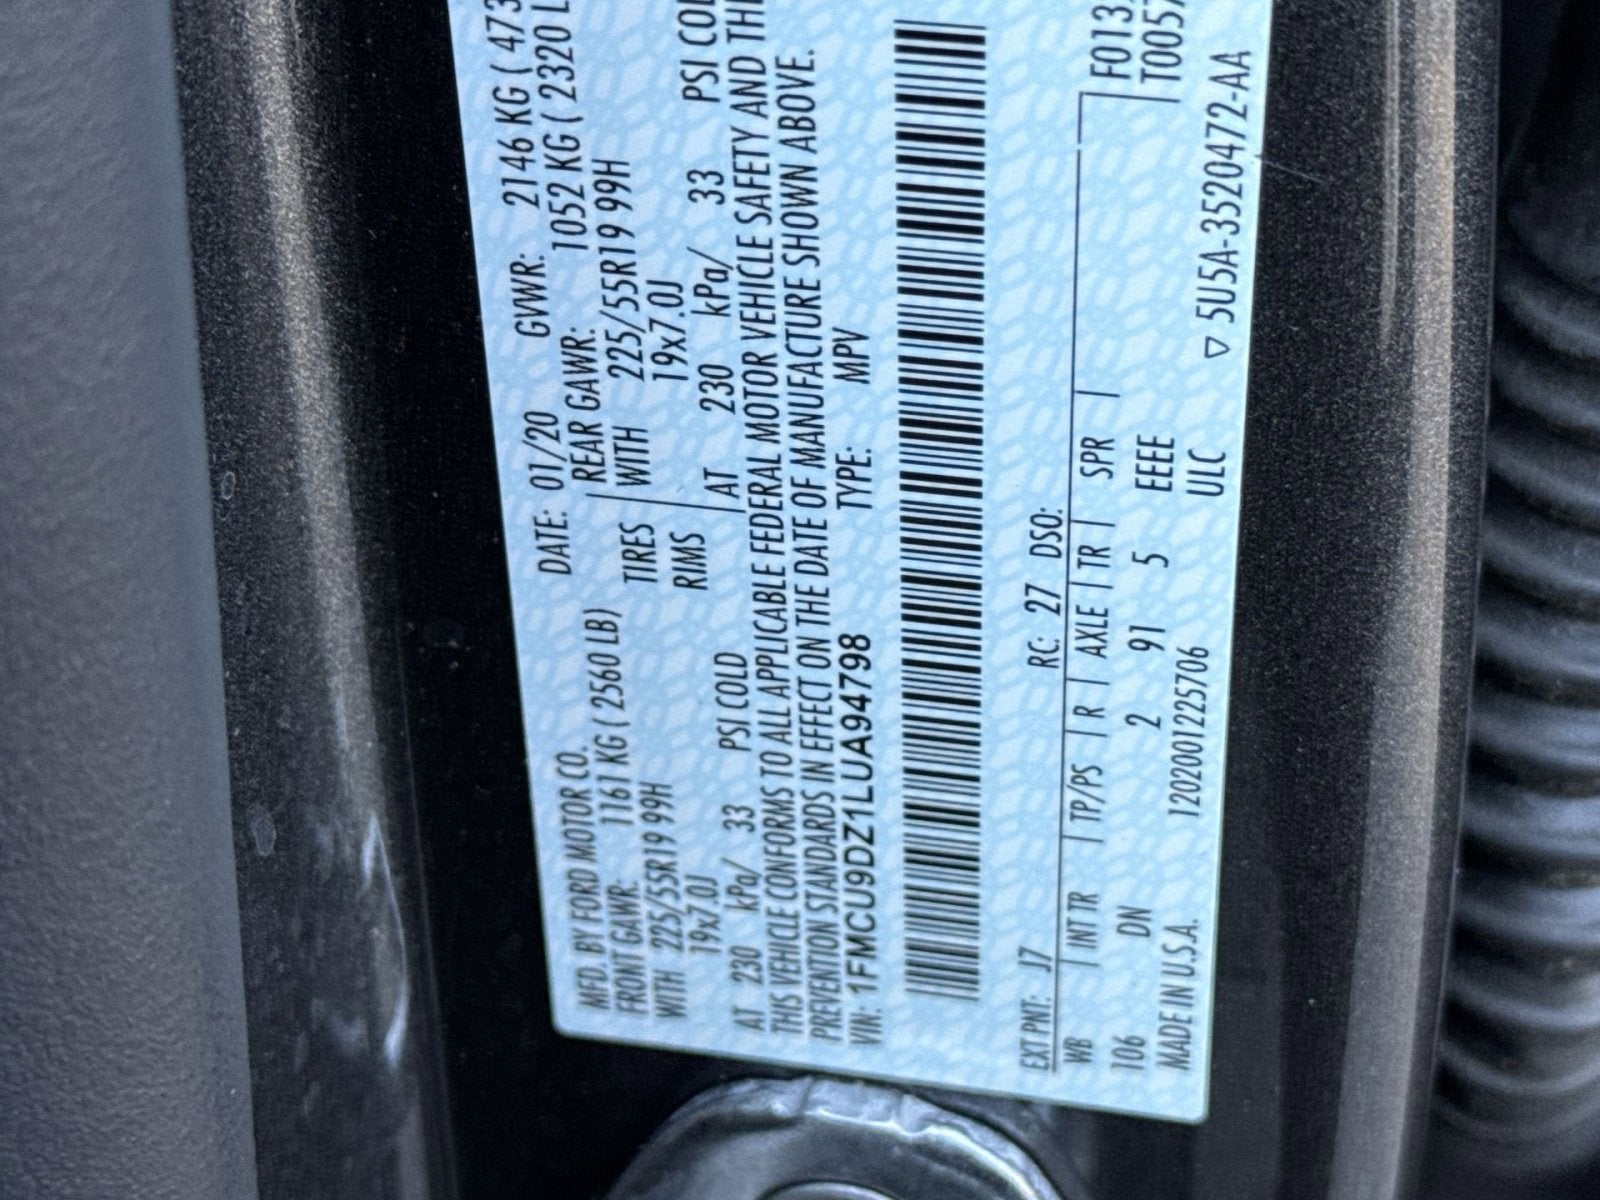 MFD. BY FORD MOTOR CO.
DATE: 01/20 GVWR: 2146 KG ( 473
FRONT GAWR: 1161 KG ( 2560 LB)
REAR GAWR: 1052 KG ( 2320 L
WITH 225/55R19 99H TIRES WITH 225/55R19 99H
19x7.0J RIMS 19x7.0J
AT 230 kPa/ 33 PSI COLD AT 230 kPa/ 33 PSI COL
THIS VEHICLE CONFORMS TO ALL APPLICABLE FEDERAL MOTOR VEHICLE SAFETY AND THE
PREVENTION STANDARDS IN EFFECT ON THE DATE OF MANUFACTURE SHOWN ABOVE.
VIN: 1FMCU9DZ1LUA94798 TYPE: MPV
EXT PNT: J7 RC: 27 DSO:
WB | INT TR | TP/PS | R | AXLE | TR | SPR | F013
106 DN 2 91 5 EEEE T0057
MADE IN U.S.A. 1202001225706 ULC
▽ 5U5A-3520472-AA